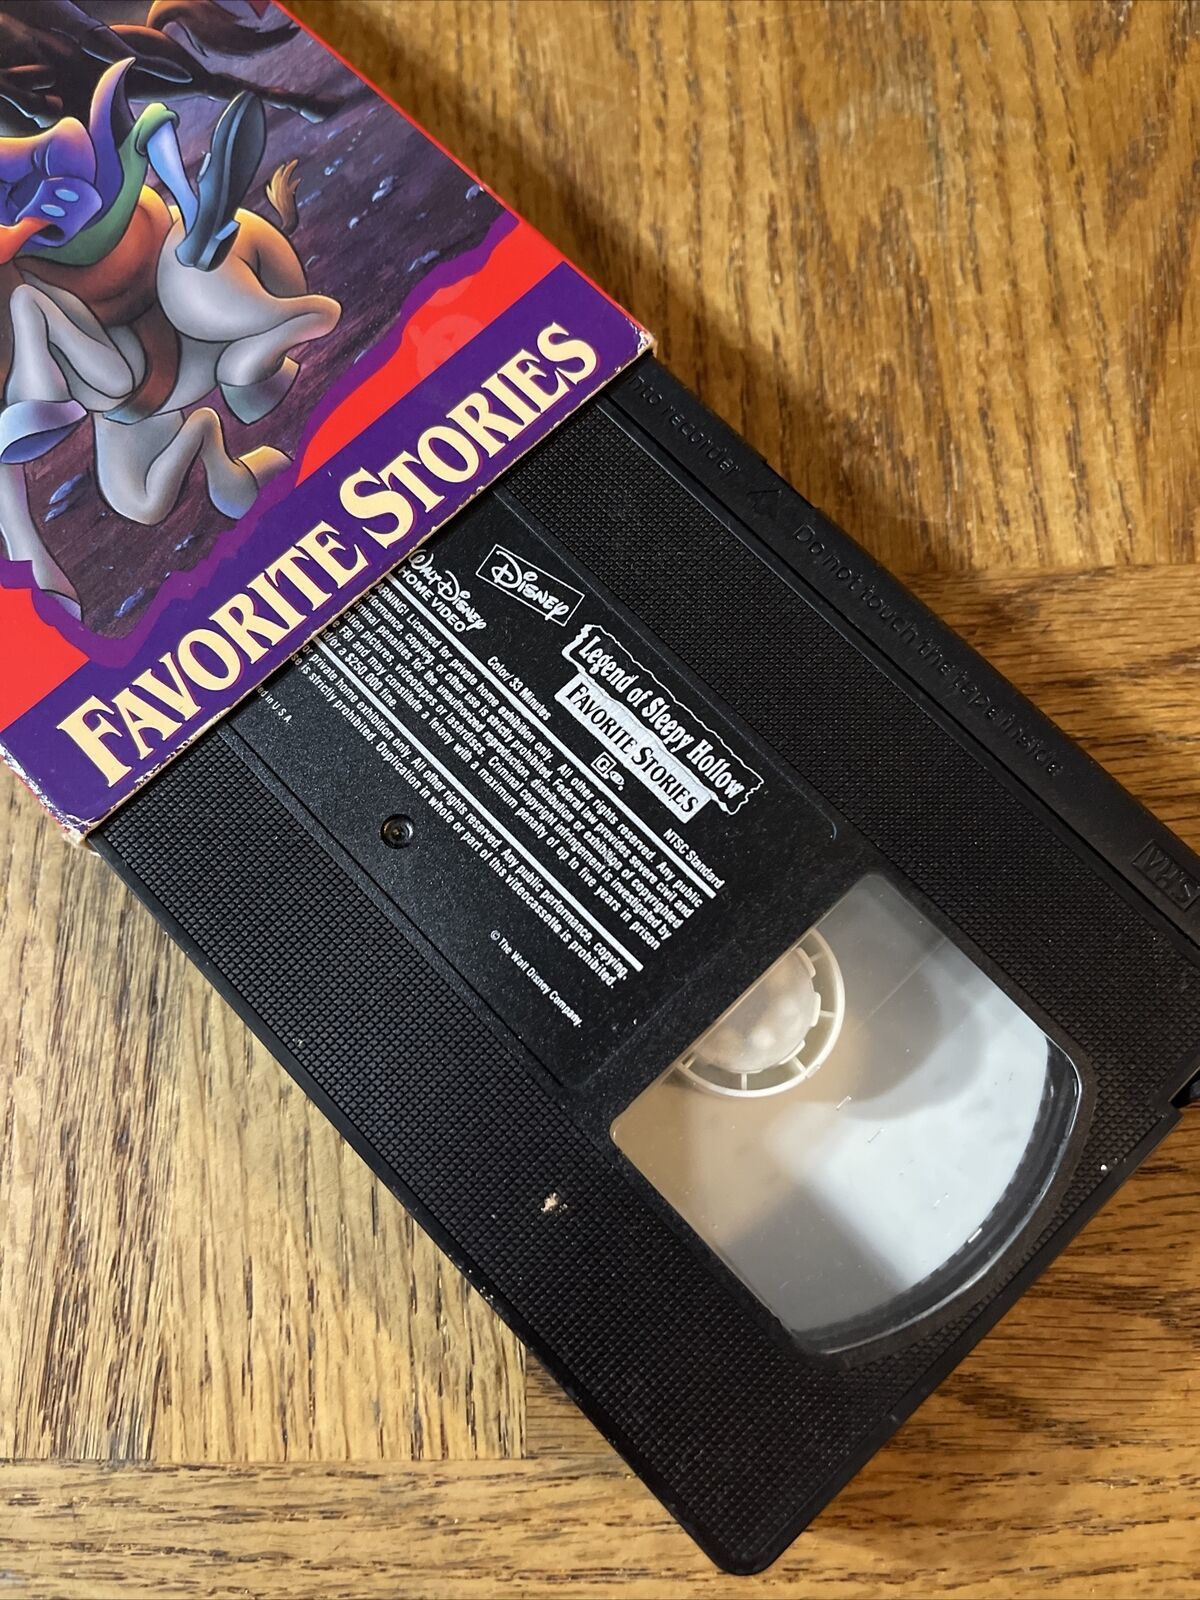 FAVORITE STORIES
nto recorder
Do not touch the tape inside
VHS
DISNEY
WALT DISNEY
HOME VIDEO
Legend of Sleepy Hollow
FAVORITE STORIES
Color/33 Minutes
NTSC Standard
WARNING: Licensed for private home exhibition only. All other rights reserved. Any public
performance, copying, or other use is strictly prohibited. Federal law provides severe civil and
criminal penalties for the unauthorized reproduction, distribution or exhibition of copyrighted
motion pictures, videotapes or laserdiscs. Criminal copyright infringement is investigated by
FBI and may constitute a felony with a maximum penalty of up to five years in prison
and/or a $250,000 fine.
for private home exhibition only. All other rights reserved. Any public performance, copying,
use is strictly prohibited. Duplication in whole or part of this videocassette is prohibited.
in U.S.A.
© The Walt Disney Company.